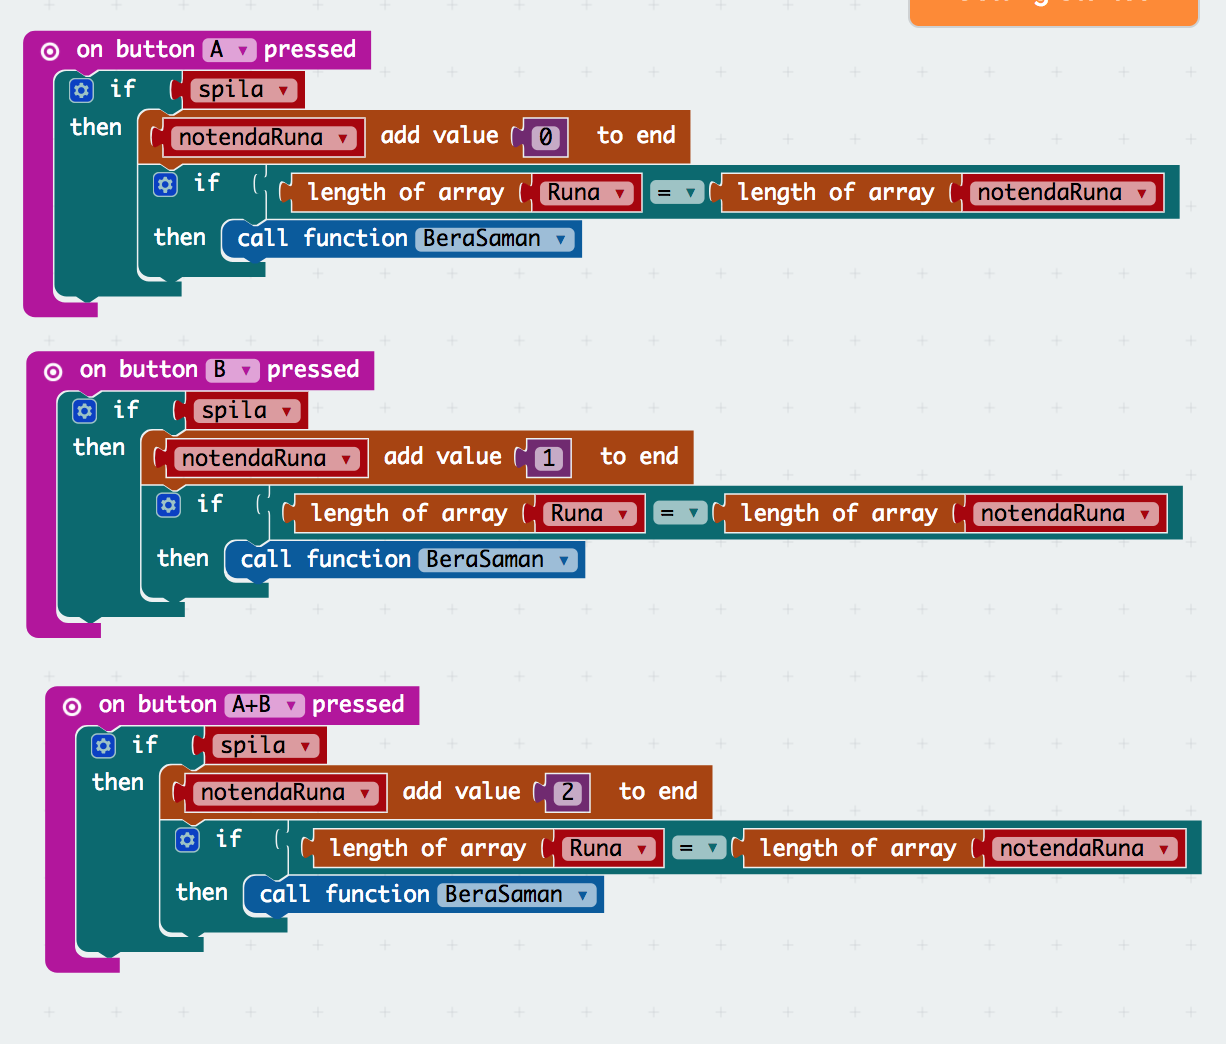 on button A pressed
if spila
then notendaRuna add value 0 to end
if length of array Runa = length of array notendaRuna
then call function BeraSaman
on button B pressed
if spila
then notendaRuna add value 1 to end
if length of array Runa = length of array notendaRuna
then call function BeraSaman
on button A+B pressed
if spila
then notendaRuna add value 2 to end
if length of array Runa = length of array notendaRuna
then call function BeraSaman